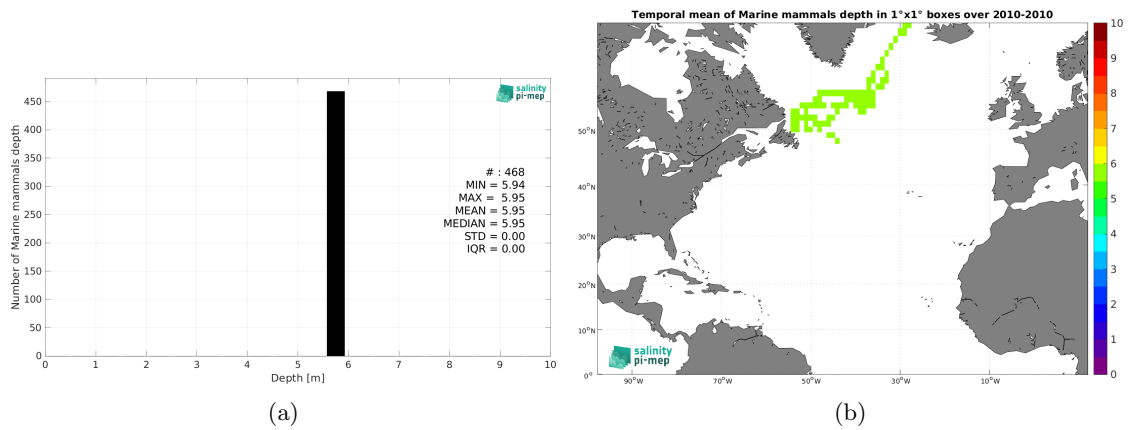 450
400
350
300
250
200
150
100
50
0
Number of Marine mammals depth
salinity
pi-mep
# : 468
MIN = 5.94
MAX = 5.95
MEAN = 5.95
MEDIAN = 5.95
STD = 0.00
IQR = 0.00
0 1 2 3 4 5 6 7 8 9 10
Depth [m]
(a)
Temporal mean of Marine mammals depth in 1°x1° boxes over 2010-2010
50°N
40°N
30°N
20°N
10°N
0°
salinity
pi-mep
90°W 70°W 50°W 30°W 10°W
10
9
8
7
6
5
4
3
2
1
0
(b)